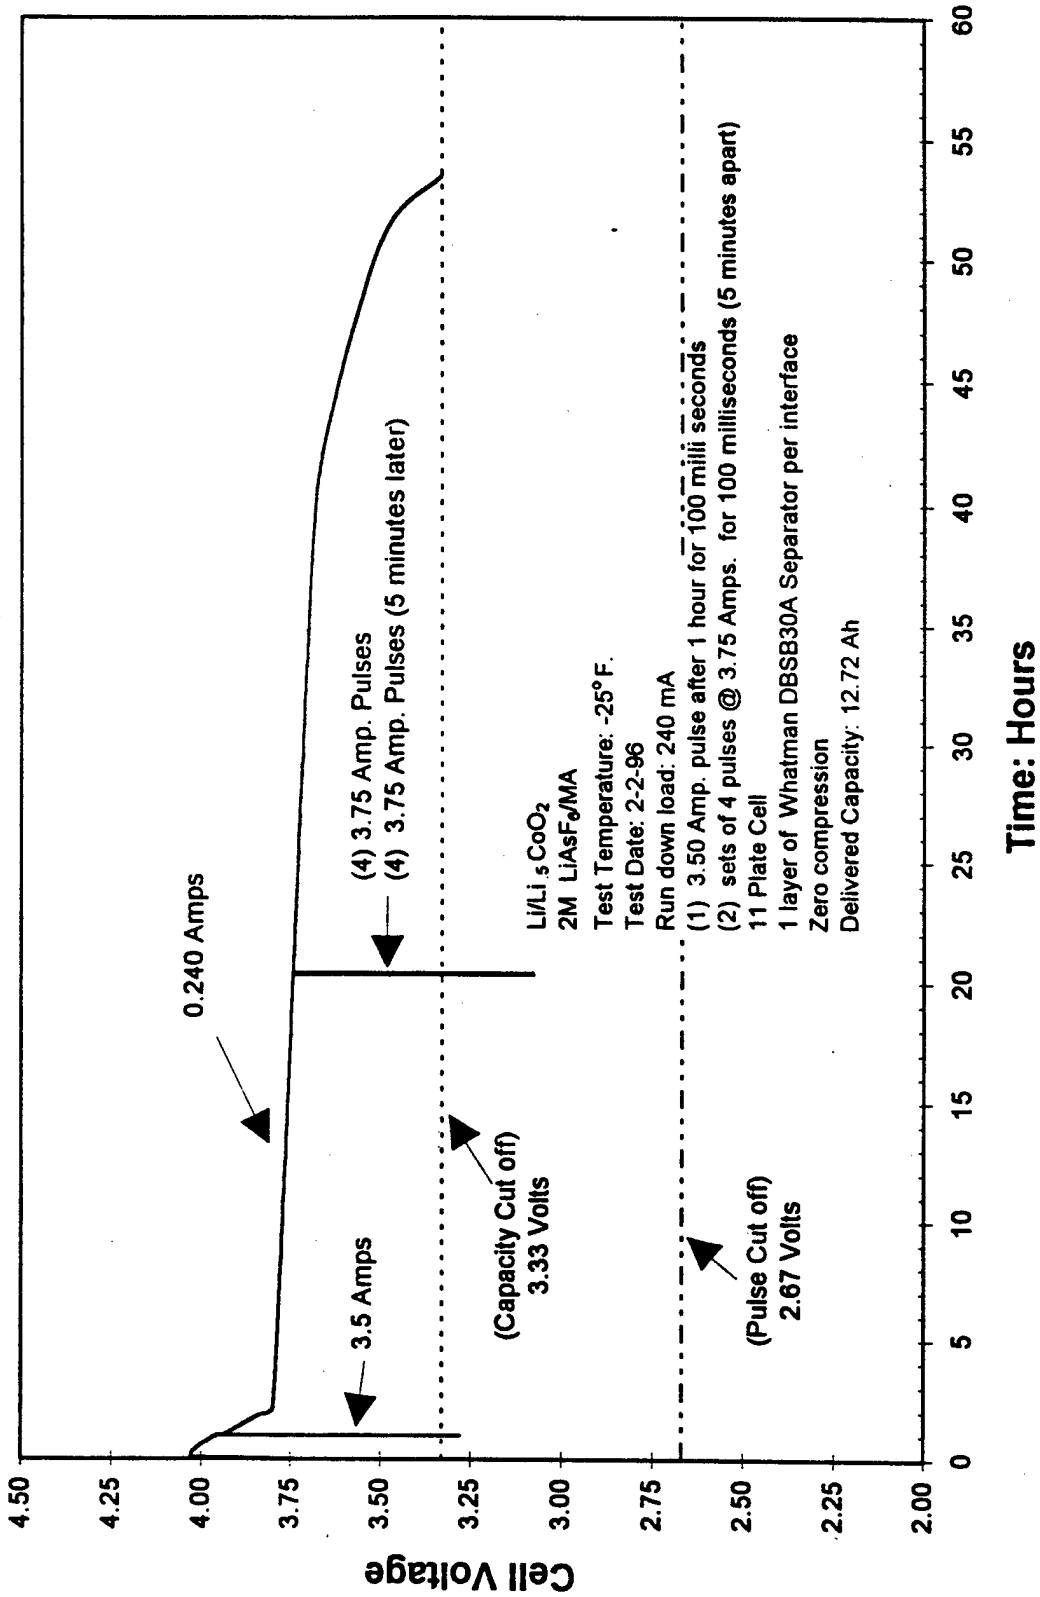 Cell Voltage
4.50
4.25
4.00
3.75
3.50
3.25
3.00
2.75
2.50
2.25
2.00
0.240 Amps
3.5 Amps
(4) 3.75 Amp. Pulses
(4) 3.75 Amp. Pulses (5 minutes later)
(Capacity Cut off)
3.33 Volts
(Pulse Cut off)
2.67 Volts
Li/Li.5CoO2
2M LiAsF6/MA
Test Temperature: -25° F.
Test Date: 2-2-96
Run down load: 240 mA
(1) 3.50 Amp. pulse after 1 hour for 100 milli seconds
(2) sets of 4 pulses @ 3.75 Amps. for 100 milliseconds (5 minutes apart)
11 Plate Cell
1 layer of Whatman DBSB30A Separator per interface
Zero compression
Delivered Capacity: 12.72 Ah
0 5 10 15 20 25 30 35 40 45 50 55 60
Time: Hours